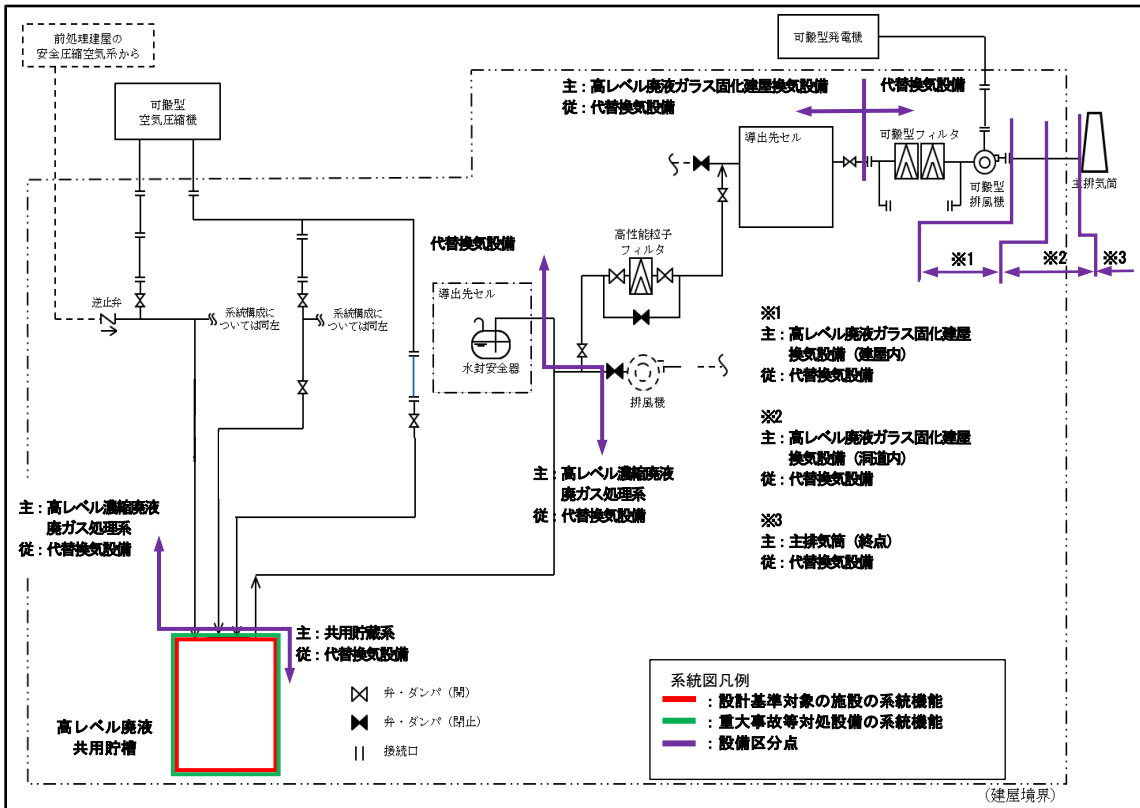 前処理建屋の
安全圧縮空気系から
可搬型発電機
可搬型
空気圧縮機
主：高レベル廃液ガラス固化建屋換気設備
従：代替換気設備
代替換気設備
導出先セル
可搬型フィルタ
可搬型
排風機
主排気筒
※1
※2
※3
代替換気設備
高性能粒子
フィルタ
導出先セル
水封安全器
排風機
逆止弁
系統構成に
ついては同左
系統構成に
ついては同左
※1
主：高レベル廃液ガラス固化建屋
換気設備（建屋内）
従：代替換気設備
※2
主：高レベル廃液ガラス固化建屋
換気設備（洞道内）
従：代替換気設備
※3
主：主排気筒（終点）
従：代替換気設備
主：高レベル濃縮廃液
廃ガス処理系
従：代替換気設備
主：高レベル濃縮廃液
廃ガス処理系
従：代替換気設備
主：共用貯蔵系
従：代替換気設備
高レベル廃液
共用貯槽
弁・ダンパ（開）
弁・ダンパ（閉止）
接続口
系統図凡例
：設計基準対象の施設の系統機能
：重大事故等対処設備の系統機能
：設備区分点
（建屋境界）